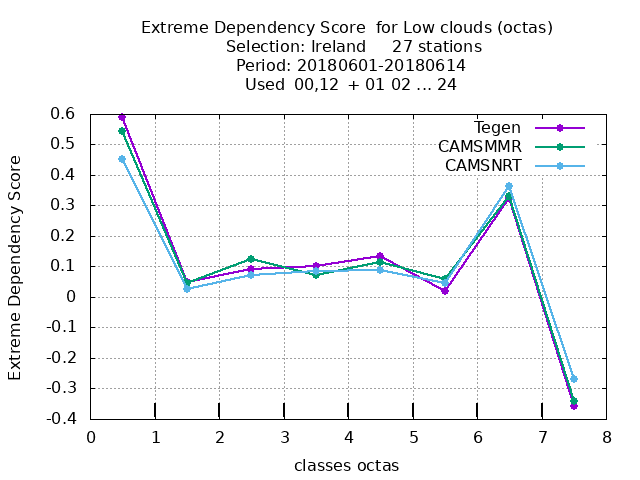 Extreme Dependency Score  for Low clouds (octas)
Selection: Ireland     27 stations
Period: 20180601-20180614
Used  00,12  + 01 02 ... 24
Tegen
CAMSMMR
CAMSNRT
Extreme Dependency Score
0.6
0.5
0.4
0.3
0.2
0.1
0
-0.1
-0.2
-0.3
-0.4
0 1 2 3 4 5 6 7 8
classes octas